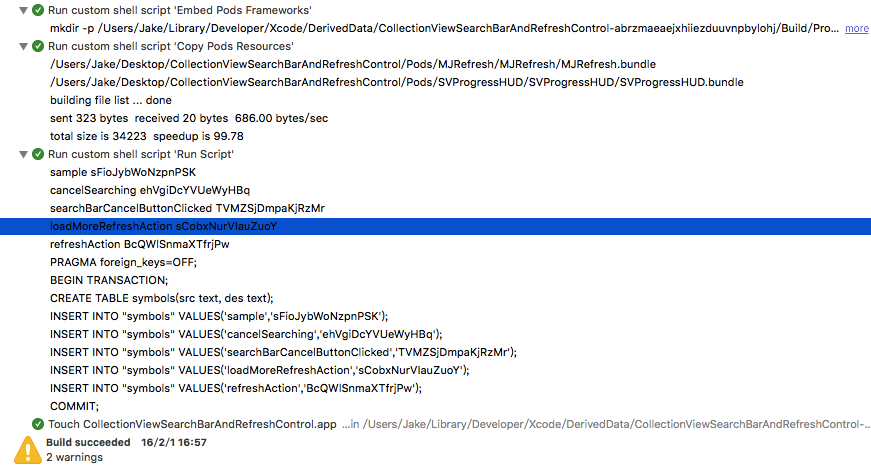 Run custom shell script 'Embed Pods Frameworks'
mkdir -p /Users/Jake/Library/Developer/Xcode/DerivedData/CollectionViewSearchBarAndRefreshControl-abrzmaeaejxhiiezduuvnpbylohj/Build/Pro... more
Run custom shell script 'Copy Pods Resources'
/Users/Jake/Desktop/CollectionViewSearchBarAndRefreshControl/Pods/MJRefresh/MJRefresh/MJRefresh.bundle
/Users/Jake/Desktop/CollectionViewSearchBarAndRefreshControl/Pods/SVProgressHUD/SVProgressHUD/SVProgressHUD.bundle
building file list ... done
sent 323 bytes  received 20 bytes  686.00 bytes/sec
total size is 34223  speedup is 99.78
Run custom shell script 'Run Script'
sample sFioJybWoNzpnPSK
cancelSearching ehVgiDcYVUeWyHBq
searchBarCancelButtonClicked TVMZSjDmpaKjRzMr
loadMoreRefreshAction sCobxNurVIauZuoY
refreshAction BcQWlSnmaXTfrjPw
PRAGMA foreign_keys=OFF;
BEGIN TRANSACTION;
CREATE TABLE symbols(src text, des text);
INSERT INTO "symbols" VALUES('sample','sFioJybWoNzpnPSK');
INSERT INTO "symbols" VALUES('cancelSearching','ehVgiDcYVUeWyHBq');
INSERT INTO "symbols" VALUES('searchBarCancelButtonClicked','TVMZSjDmpaKjRzMr');
INSERT INTO "symbols" VALUES('loadMoreRefreshAction','sCobxNurVIauZuoY');
INSERT INTO "symbols" VALUES('refreshAction','BcQWlSnmaXTfrjPw');
COMMIT;
Touch CollectionViewSearchBarAndRefreshControl.app ...in /Users/Jake/Library/Developer/Xcode/DerivedData/CollectionViewSearchBarAndRefreshControl-...
Build succeeded 16/2/1 16:57
2 warnings